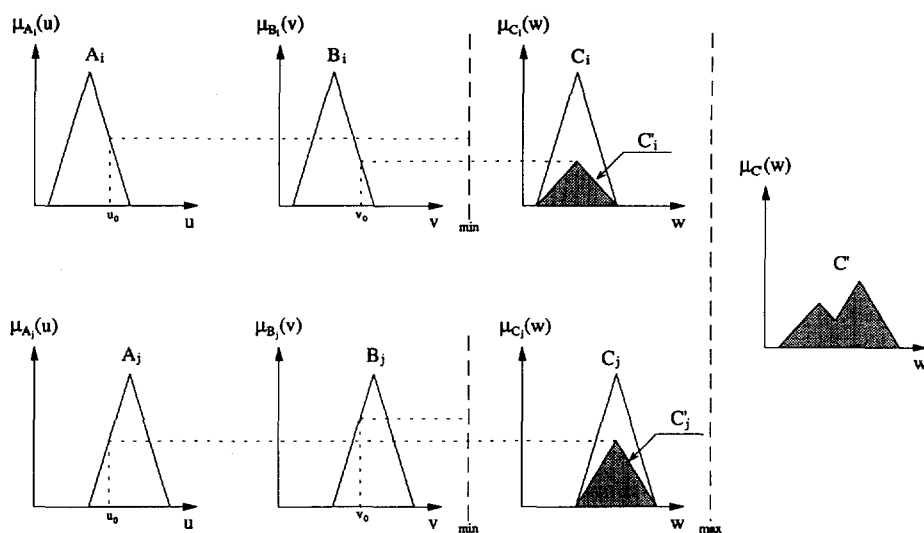 μAi(u)
μBi(v)
μCi(w)
Ai
Bi
Ci
C'i
u0
u
v0
v
min
w
μC'(w)
C'
w
μAj(u)
μBj(v)
μCj(w)
Aj
Bj
Cj
C'j
u0
u
v0
v
min
w
max